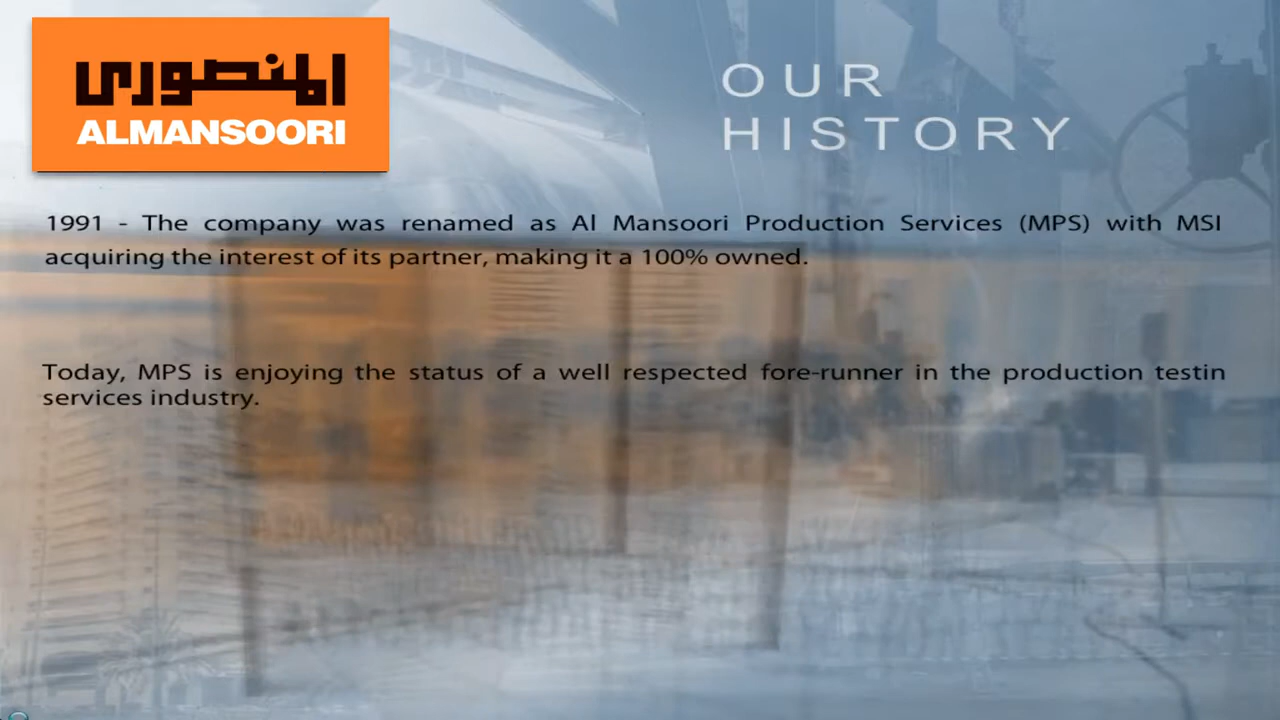 المنصوري
ALMANSOORI
OUR
HISTORY
1991 - The company was renamed as Al Mansoori Production Services (MPS) with MSI
acquiring the interest of its partner, making it a 100% owned.
Today, MPS is enjoying the status of a well respected fore-runner in the production testin
services industry.